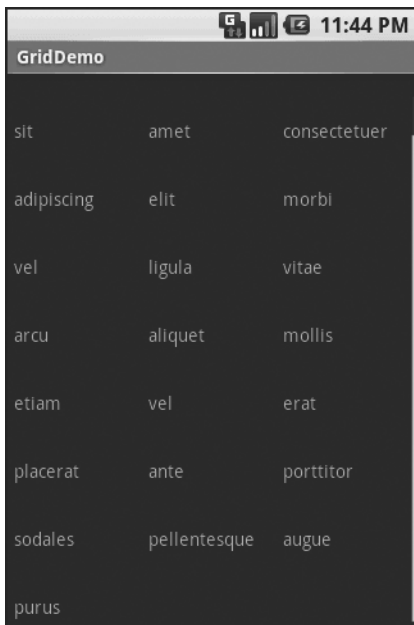 G 11:44 PM
GridDemo
sit amet consectetuer
adipiscing elit morbi
vel ligula vitae
arcu aliquet mollis
etiam vel erat
placerat ante porttitor
sodales pellentesque augue
purus